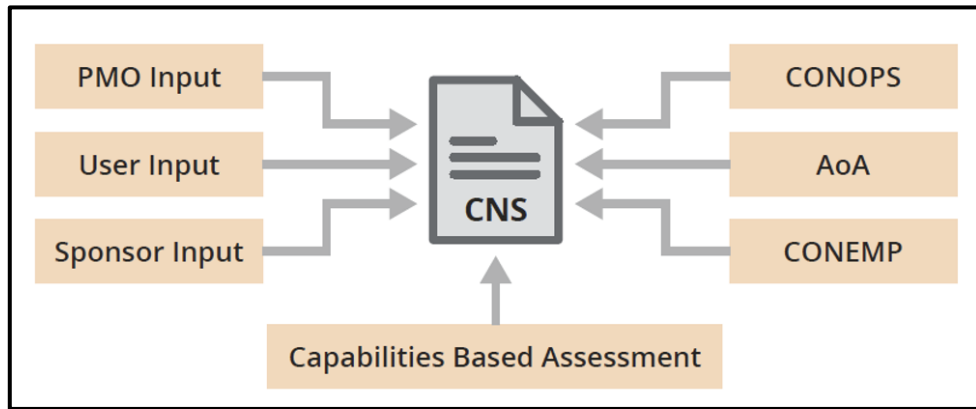 PMO Input
User Input
Sponsor Input
CNS
CONOPS
AoA
CONEMP
Capabilities Based Assessment